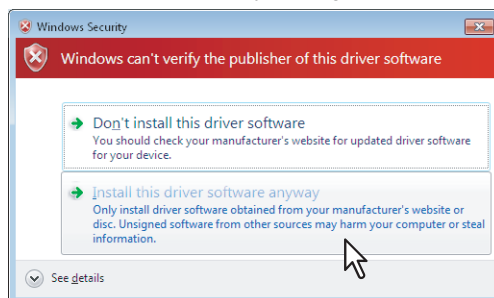 Windows Security
Windows can't verify the publisher of this driver software
Don't install this driver software
You should check your manufacturer's website for updated driver software
for your device.
Install this driver software anyway
Only install driver software obtained from your manufacturer's website or
disc. Unsigned software from other sources may harm your computer or steal
information.
See details